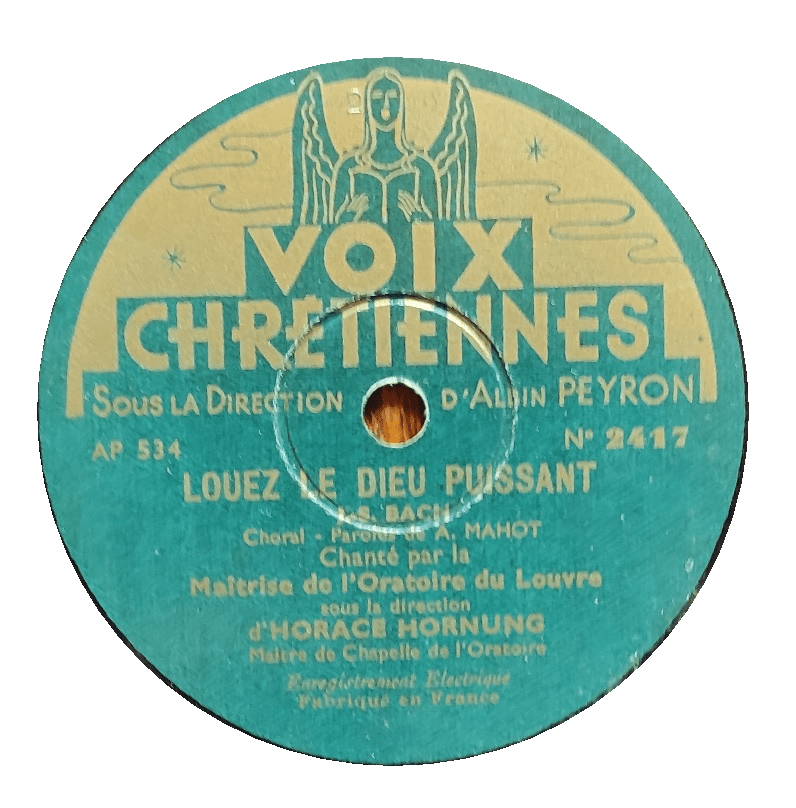 VOIX
CHRÉTIENNES
SOUS LA DIRECTION D'ALBIN PEYRON
AP 534 N° 2417
LOUEZ LE DIEU PUISSANT
J.-S. BACH
Choral - Paroles de A. MAHOT
Chanté par la
Maîtrise de l'Oratoire du Louvre
sous la direction
d'HORACE HORNUNG
Maître de Chapelle de l'Oratoire
Enregistrement Electrique
Fabriqué en France